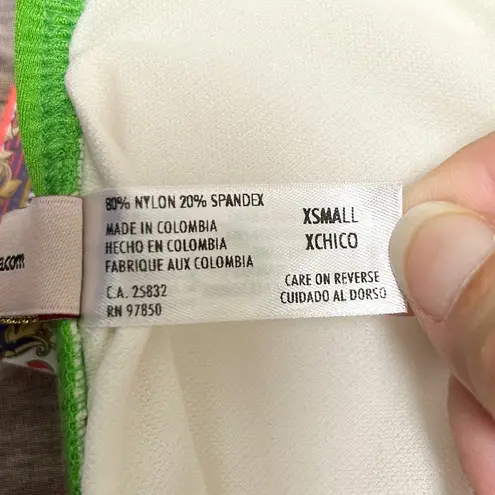 .com
80% NYLON 20% SPANDEX
MADE IN COLOMBIA
HECHO EN COLOMBIA
FABRIQUE AUX COLOMBIA
C.A. 25832
RN 97850
XSMALL
XCHICO
CARE ON REVERSE
CUIDADO AL DORSO